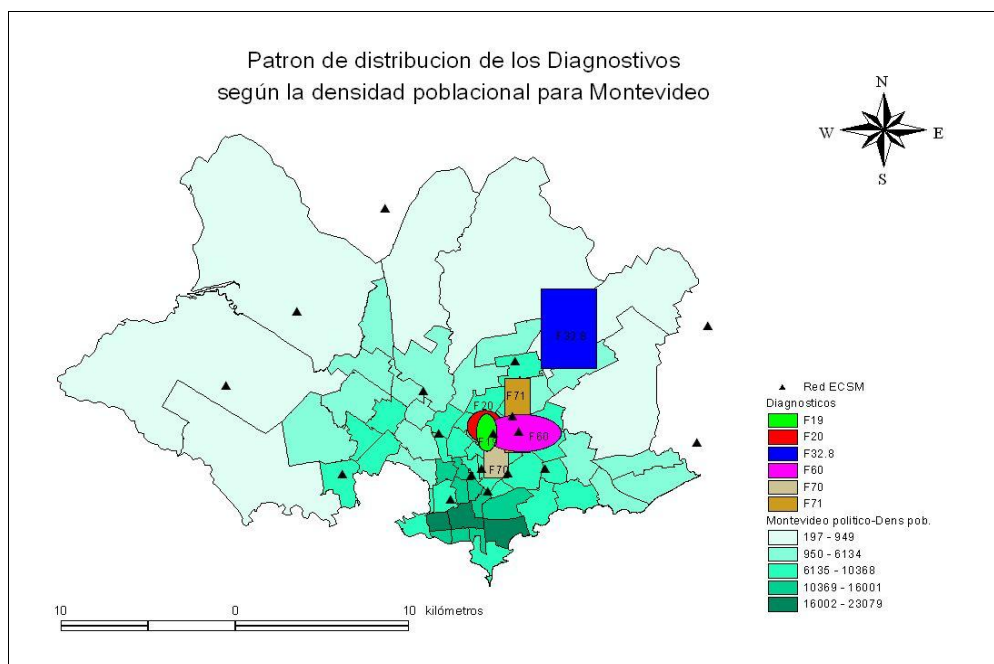 Patron de distribucion de los Diagnostivos
según la densidad poblacional para Montevideo
N
W
E
S
F32.8
F71
F20
F19
F60
F70
Red ECSM
Diagnosticos
F19
F20
F32.8
F60
F70
F71
Montevideo politico-Dens pob.
197 - 949
950 - 6134
6135 - 10368
10369 - 16001
16002 - 23079
10 0 10 kilómetros